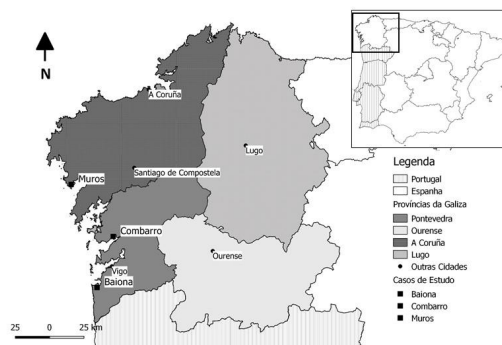 N
A Coruña
Lugo
Santiago de Compostela
Muros
Combarro
Ourense
Vigo
Baiona
25 0 25 km
Legenda
Portugal
Espanha
Províncias da Galiza
Pontevedra
Ourense
A Coruña
Lugo
Outras Cidades
Casos de Estudo
Baiona
Combarro
Muros